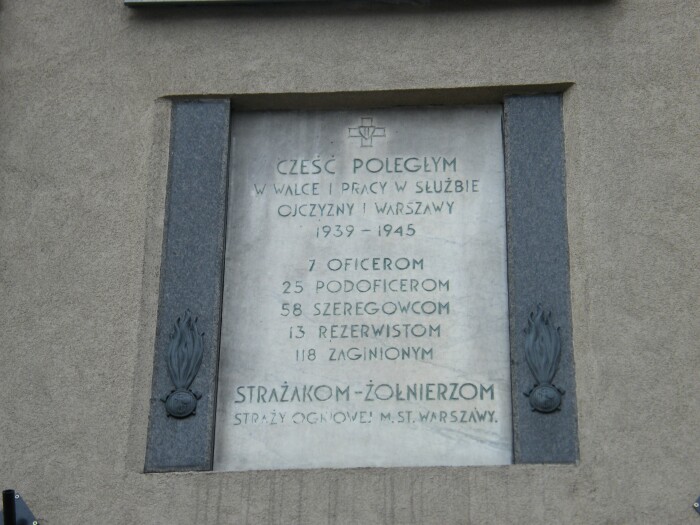 CZEŚĆ POLEGŁYM
W WALCE I PRACY W SŁUŻBIE
OJCZYZNY I WARSZAWY
1939 - 1945
7 OFICEROM
25 PODOFICEROM
58 SZEREGOWCOM
13 REZERWISTOM
118 ZAGINIONYM
STRAŻAKOM-ŻOŁNIERZOM
STRAŻY OGNIOWEJ M.ST. WARSZAWY.